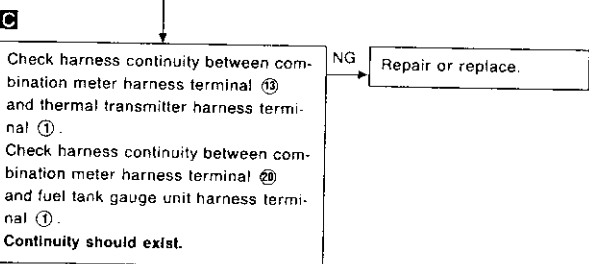 C
Check harness continuity between com-
bination meter harness terminal ⑬
and thermal transmitter harness termi-
nal ①.
Check harness continuity between com-
bination meter harness terminal ⑳
and fuel tank gauge unit harness termi-
nal ①.
Continuity should exist.
NG
Repair or replace.